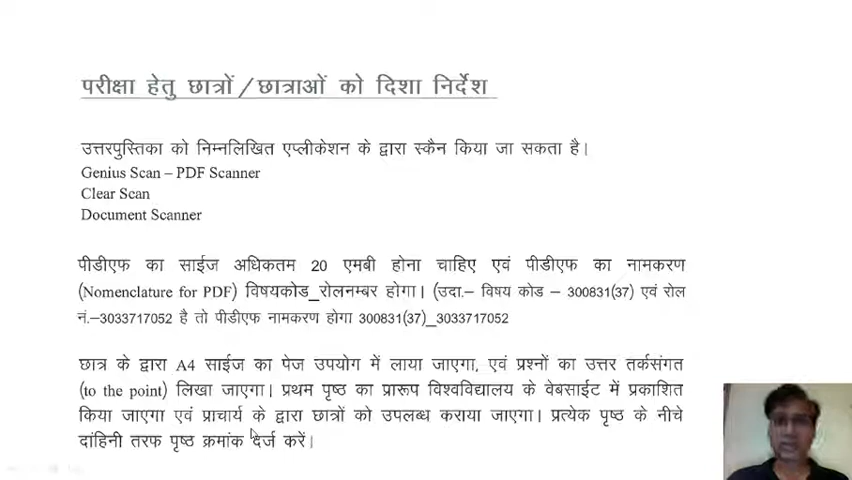 परीक्षा हेतु छात्रों/छात्राओं को दिशा निर्देश
उत्तरपुस्तिका को निम्नलिखित एप्लीकेशन के द्वारा स्कैन किया जा सकता है।
Genius Scan – PDF Scanner
Clear Scan
Document Scanner
पीडीएफ का साईज अधिकतम 20 एमबी होना चाहिए एवं पीडीएफ का नामकरण
(Nomenclature for PDF) विषयकोड_रोलनम्बर होगा। (उदा.– विषय कोड – 300831(37) एवं रोल
नं.–3033717052 है तो पीडीएफ नामकरण होगा 300831(37)_3033717052
छात्र के द्वारा A4 साईज का पेज उपयोग में लाया जाएगा, एवं प्रश्नों का उत्तर तर्कसंगत
(to the point) लिखा जाएगा। प्रथम पृष्ठ का प्रारूप विश्वविद्यालय के वेबसाईट में प्रकाशित
किया जाएगा एवं प्राचार्य के द्वारा छात्रों को उपलब्ध कराया जाएगा। प्रत्येक पृष्ठ के नीचे
दांहिनी तरफ पृष्ठ क्रमांक दर्ज करें।